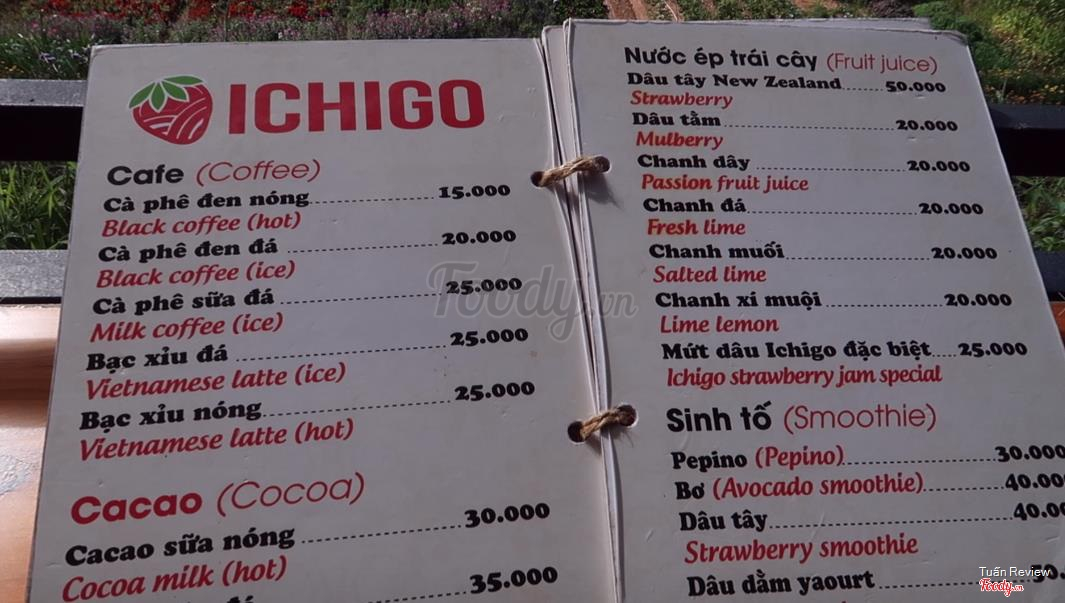 ICHIGO
Cafe (Coffee)
Cà phê đen nóng 15.000
Black coffee (hot)
Cà phê đen đá 20.000
Black coffee (ice)
Cà phê sữa đá 25.000
Milk coffee (ice)
Bạc xỉu đá 25.000
Vietnamese latte (ice)
Bạc xỉu nóng 25.000
Vietnamese latte (hot)
Cacao (Cocoa)
Cacao sữa nóng 30.000
Cocoa milk (hot)
35.000
Nước ép trái cây (Fruit juice)
Dâu tây New Zealand 50.000
Strawberry
Dâu tằm 20.000
Mulberry
Chanh dây 20.000
Passion fruit juice
Chanh đá 20.000
Fresh lime
Chanh muối 20.000
Salted lime
Chanh xí muội 20.000
Lime lemon
Mứt dâu Ichigo đặc biệt 25.000
Ichigo strawberry jam special
Sinh tố (Smoothie)
Pepino (Pepino) 30.000
Bơ (Avocado smoothie) 40.00
Dâu tây 40.0
Strawberry smoothie
Dâu dằm yaourt
Foody.vn
Tuấn Review
Foody.vn